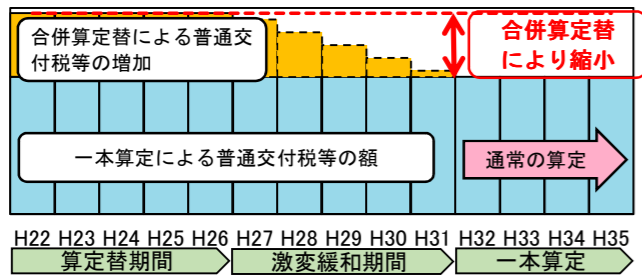 合併算定替による普通交
付税等の増加
合併算定替
により縮小
一本算定による普通交付税等の額
通常の算定
H22 H23 H24 H25 H26 H27 H28 H29 H30 H31 H32 H33 H34 H35
算定替期間
激変緩和期間
一本算定